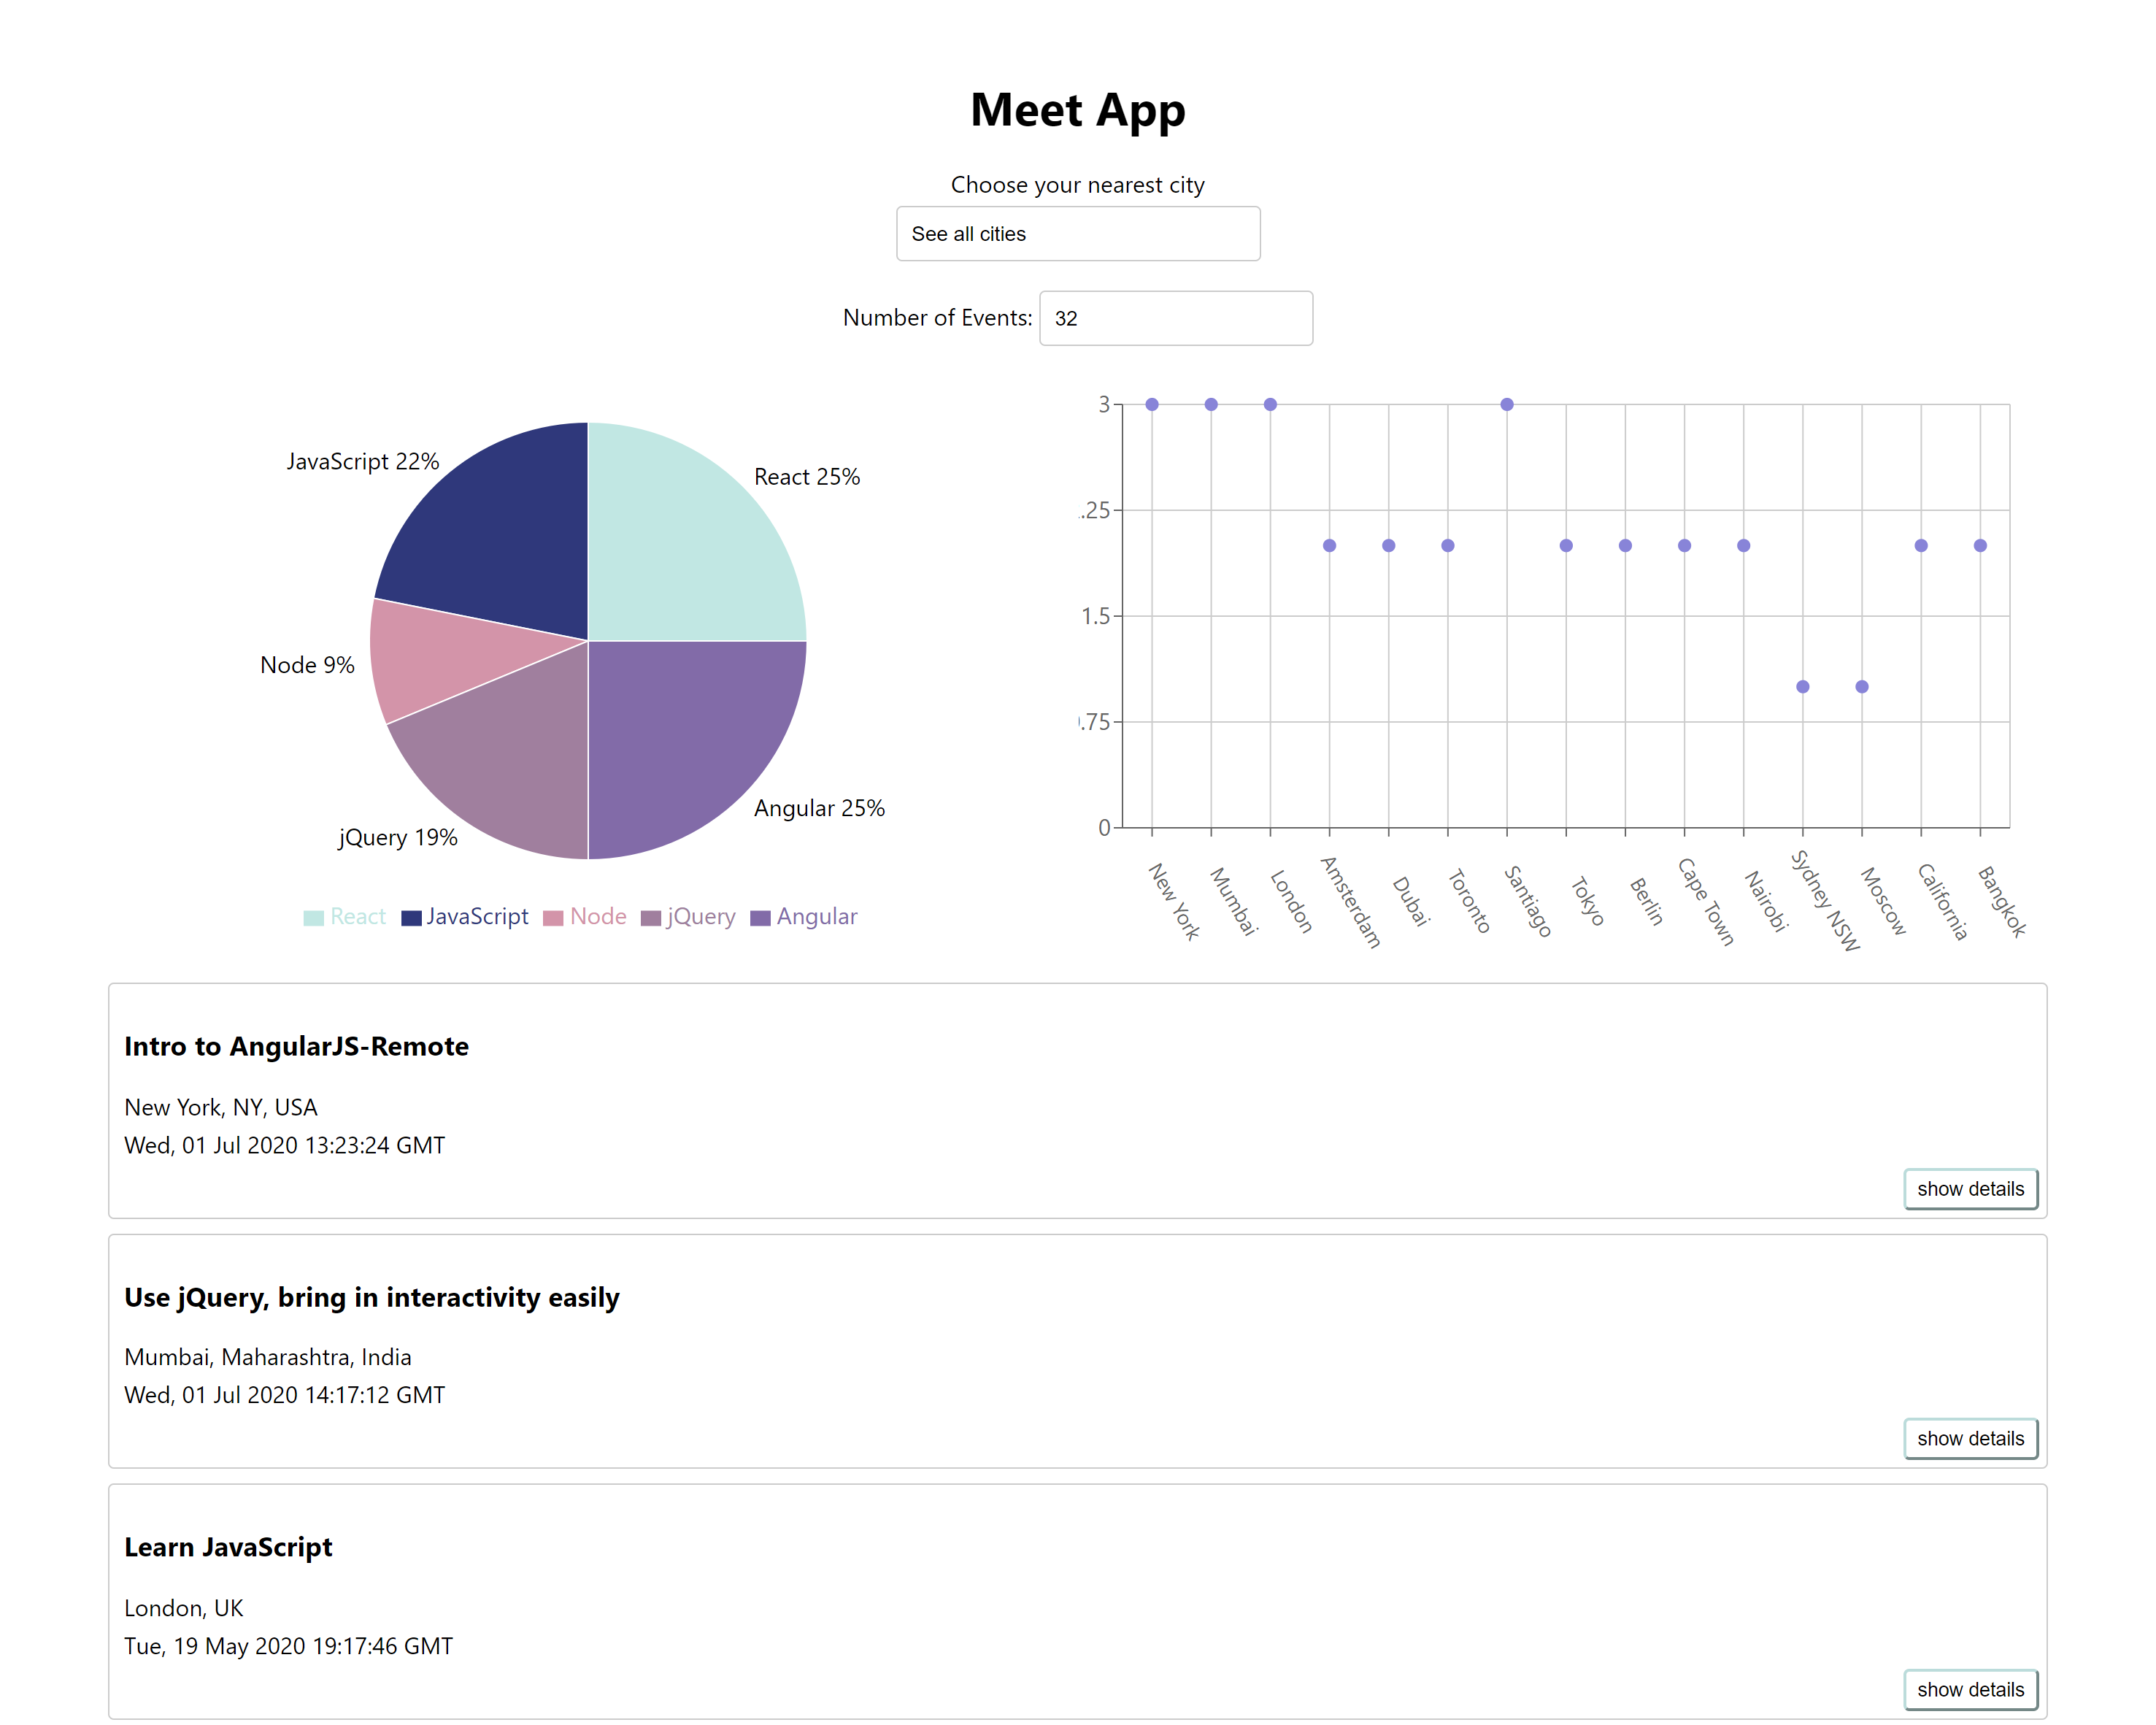 Meet App
Choose your nearest city
See all cities
Number of Events: 32
JavaScript 22%
React 25%
Node 9%
Angular 25%
jQuery 19%
React JavaScript Node jQuery Angular
3
.25
1.5
.75
0
New York
Mumbai
London
Amsterdam
Dubai
Toronto
Santiago
Tokyo
Berlin
Cape Town
Nairobi
Sydney NSW
Moscow
California
Bangkok
Intro to AngularJS-Remote
New York, NY, USA
Wed, 01 Jul 2020 13:23:24 GMT
show details
Use jQuery, bring in interactivity easily
Mumbai, Maharashtra, India
Wed, 01 Jul 2020 14:17:12 GMT
show details
Learn JavaScript
London, UK
Tue, 19 May 2020 19:17:46 GMT
show details